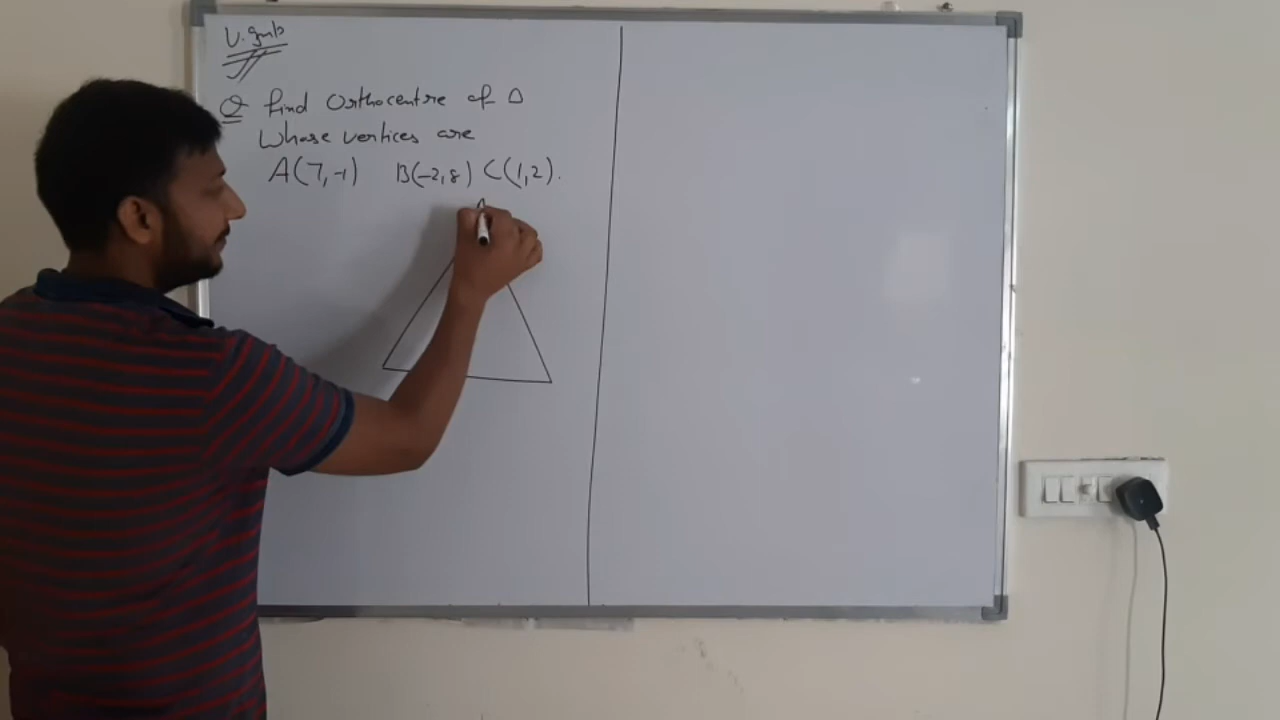 V. Imp
Q Find Orthocentre of Δ
Whose vertices are
A(7,-1) B(-2,8) C(1,2).
A